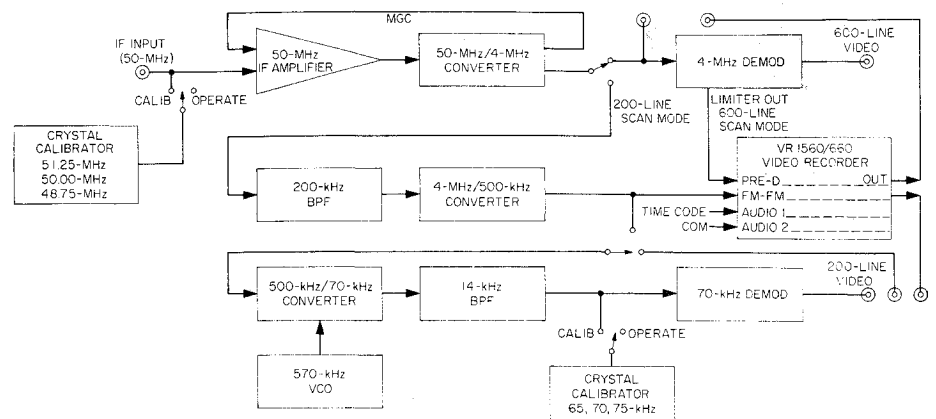 MGC
IF INPUT
(50-MHz)
50-MHz
IF AMPLIFIER
50-MHz/4-MHz
CONVERTER
4-MHz DEMOD
600-LINE
VIDEO
CALIB
OPERATE
200-LINE
SCAN MODE
LIMITER OUT
600-LINE
SCAN MODE
CRYSTAL
CALIBRATOR
51.25-MHz
50.00-MHz
48.75-MHz
VR 1560/660
VIDEO RECORDER
PRE-D
OUT
FM-FM
TIME CODE
AUDIO 1
COM
AUDIO 2
200-kHz
BPF
4-MHz/500-kHz
CONVERTER
500-kHz/70-kHz
CONVERTER
14-kHz
BPF
70-kHz DEMOD
200-LINE
VIDEO
CALIB
OPERATE
570-kHz
VCO
CRYSTAL
CALIBRATOR
65, 70, 75-kHz